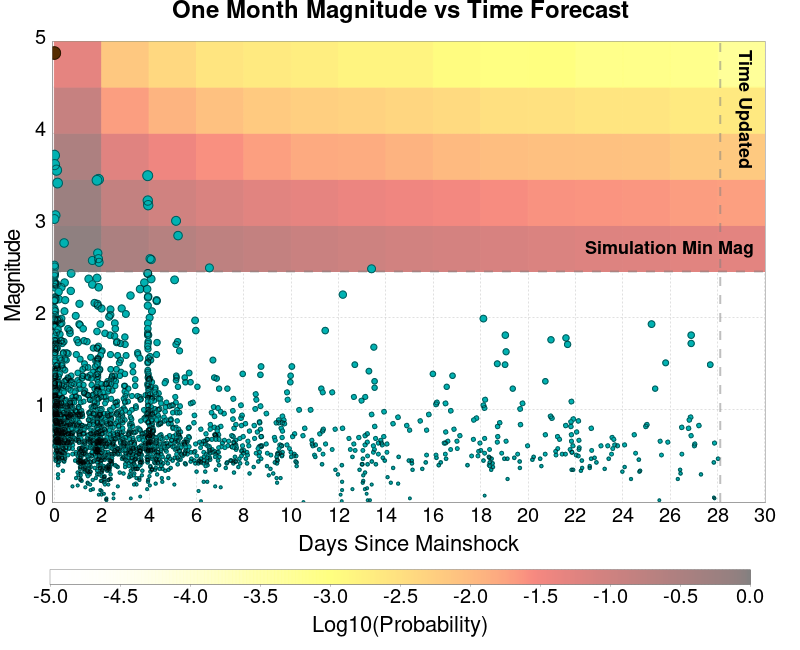 One Month Magnitude vs Time Forecast
5
4
3
2
1
0
Magnitude
Time Updated
Simulation Min Mag
0 2 4 6 8 10 12 14 16 18 20 22 24 26 28 30
Days Since Mainshock
-5.0 -4.5 -4.0 -3.5 -3.0 -2.5 -2.0 -1.5 -1.0 -0.5 0.0
Log10(Probability)